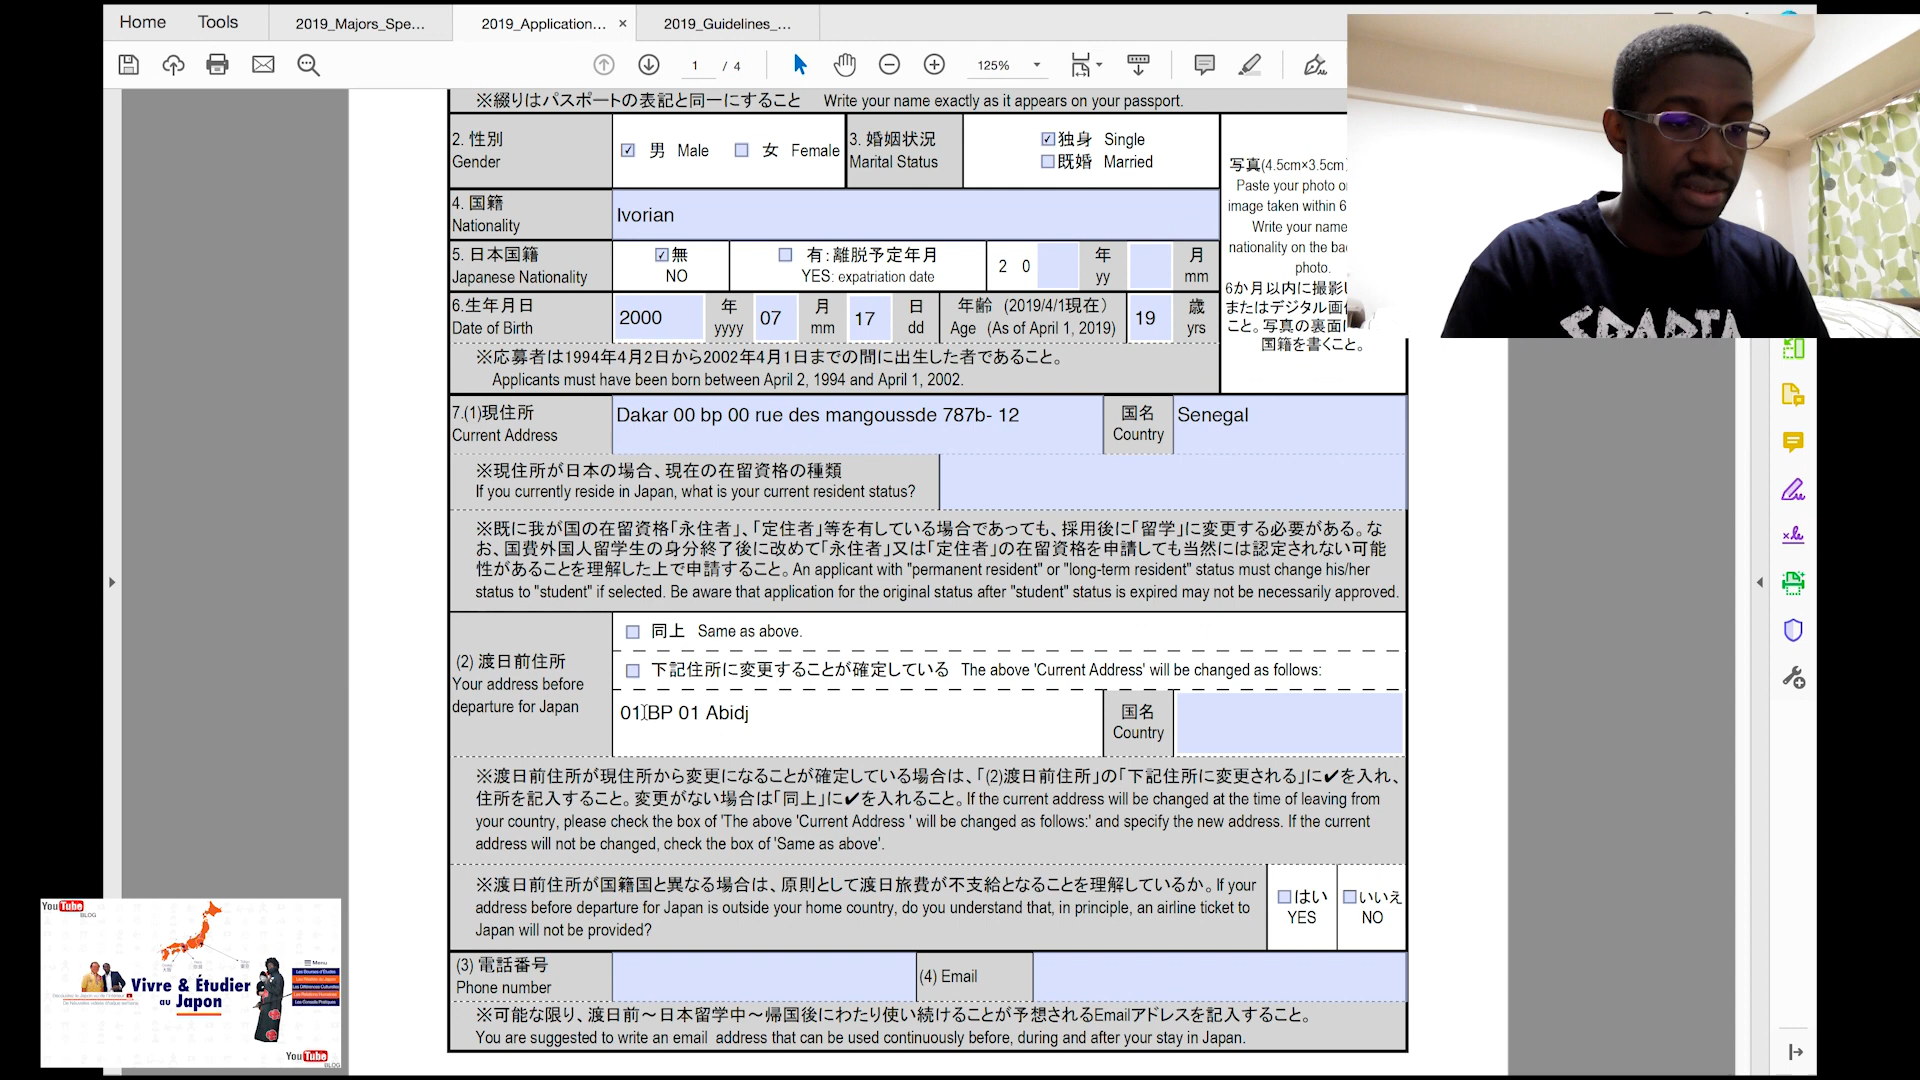 Home
Tools
2019_Majors_Spe...
2019_Application...
×
2019_Guidelines_...
1 / 4
125%
※綴りはパスポートの表記と同一にすること Write your name exactly as it appears on your passport.
2. 性別
Gender
男 Male
女 Female
3. 婚姻状況
Marital Status
独身 Single
既婚 Married
写真(4.5cm×3.5cm)
Paste your photo o
image taken within 6
Write your name
nationality on the ba
photo.
6か月以内に撮影
またはデジタル画
こと。写真の裏面
国籍を書くこと。
4. 国籍
Nationality
Ivorian
5. 日本国籍
Japanese Nationality
無
NO
有:離脱予定年月
YES: expatriation date
2 0
年
yy
月
mm
6.生年月日
Date of Birth
2000
年
yyyy
07
月
mm
17
日
dd
年齢 (2019/4/1現在)
Age (As of April 1, 2019)
19
歳
yrs
※応募者は1994年4月2日から2002年4月1日までの間に出生した者であること。
Applicants must have been born between April 2, 1994 and April 1, 2002.
7.(1)現住所
Current Address
Dakar 00 bp 00 rue des mangoussde 787b- 12
国名
Country
Senegal
※現住所が日本の場合、現在の在留資格の種類
If you currently reside in Japan, what is your current resident status?
※既に我が国の在留資格「永住者」、「定住者」等を有している場合であっても、採用後に「留学」に変更する必要がある。な
お、国費外国人留学生の身分終了後に改めて「永住者」又は「定住者」の在留資格を申請しても当然には認定されない可能
性があることを理解した上で申請すること。An applicant with "permanent resident" or "long-term resident" status must change his/her
status to "student" if selected. Be aware that application for the original status after "student" status is expired may not be necessarily approved.
(2) 渡日前住所
Your address before
departure for Japan
同上 Same as above.
下記住所に変更することが確定している The above 'Current Address' will be changed as follows:
01 BP 01 Abidj
国名
Country
※渡日前住所が現住所から変更になることが確定している場合は、「(2)渡日前住所」の「下記住所に変更される」に✔を入れ、
住所を記入すること。変更がない場合は「同上」に✔を入れること。If the current address will be changed at the time of leaving from
your country, please check the box of 'The above 'Current Address ' will be changed as follows:' and specify the new address. If the current
address will not be changed, check the box of 'Same as above'.
※渡日前住所が国籍国と異なる場合は、原則として渡日旅費が不支給となることを理解しているか。If your
address before departure for Japan is outside your home country, do you understand that, in principle, an airline ticket to
Japan will not be provided?
はい
YES
いいえ
NO
(3) 電話番号
Phone number
(4) Email
※可能な限り、渡日前～日本留学中～帰国後にわたり使い続けることが予想されるEmailアドレスを記入すること。
You are suggested to write an email address that can be used continuously before, during and after your stay in Japan.
SPARTA
YouTube
BLOG
Menu
Vivre & Étudier
au Japon
YouTube
BLOG